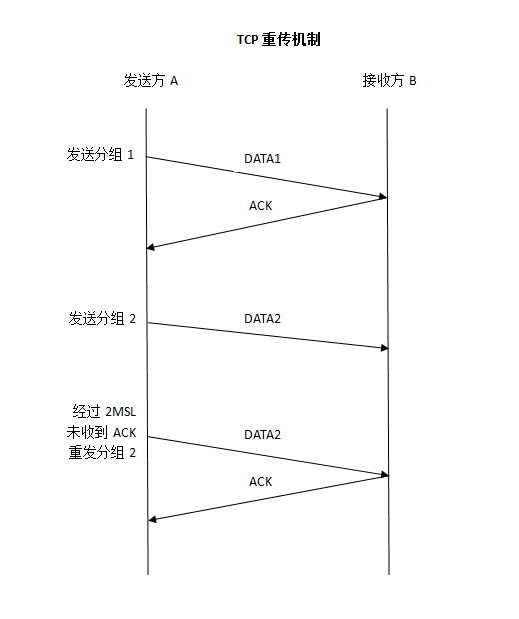 TCP 重传机制
发送方 A
接收方 B
发送分组 1
DATA1
ACK
发送分组 2
DATA2
经过 2MSL
未收到 ACK
重发分组 2
DATA2
ACK